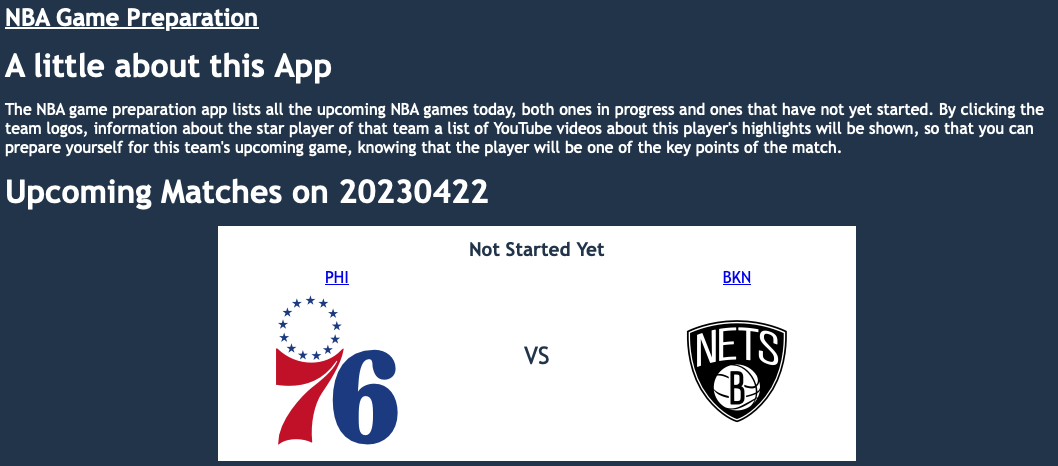 NBA Game Preparation
A little about this App
The NBA game preparation app lists all the upcoming NBA games today, both ones in progress and ones that have not yet started. By clicking the
team logos, information about the star player of that team a list of YouTube videos about this player's highlights will be shown, so that you can
prepare yourself for this team's upcoming game, knowing that the player will be one of the key points of the match.
Upcoming Matches on 20230422
Not Started Yet
PHI
BKN
76
VS
NETS
B